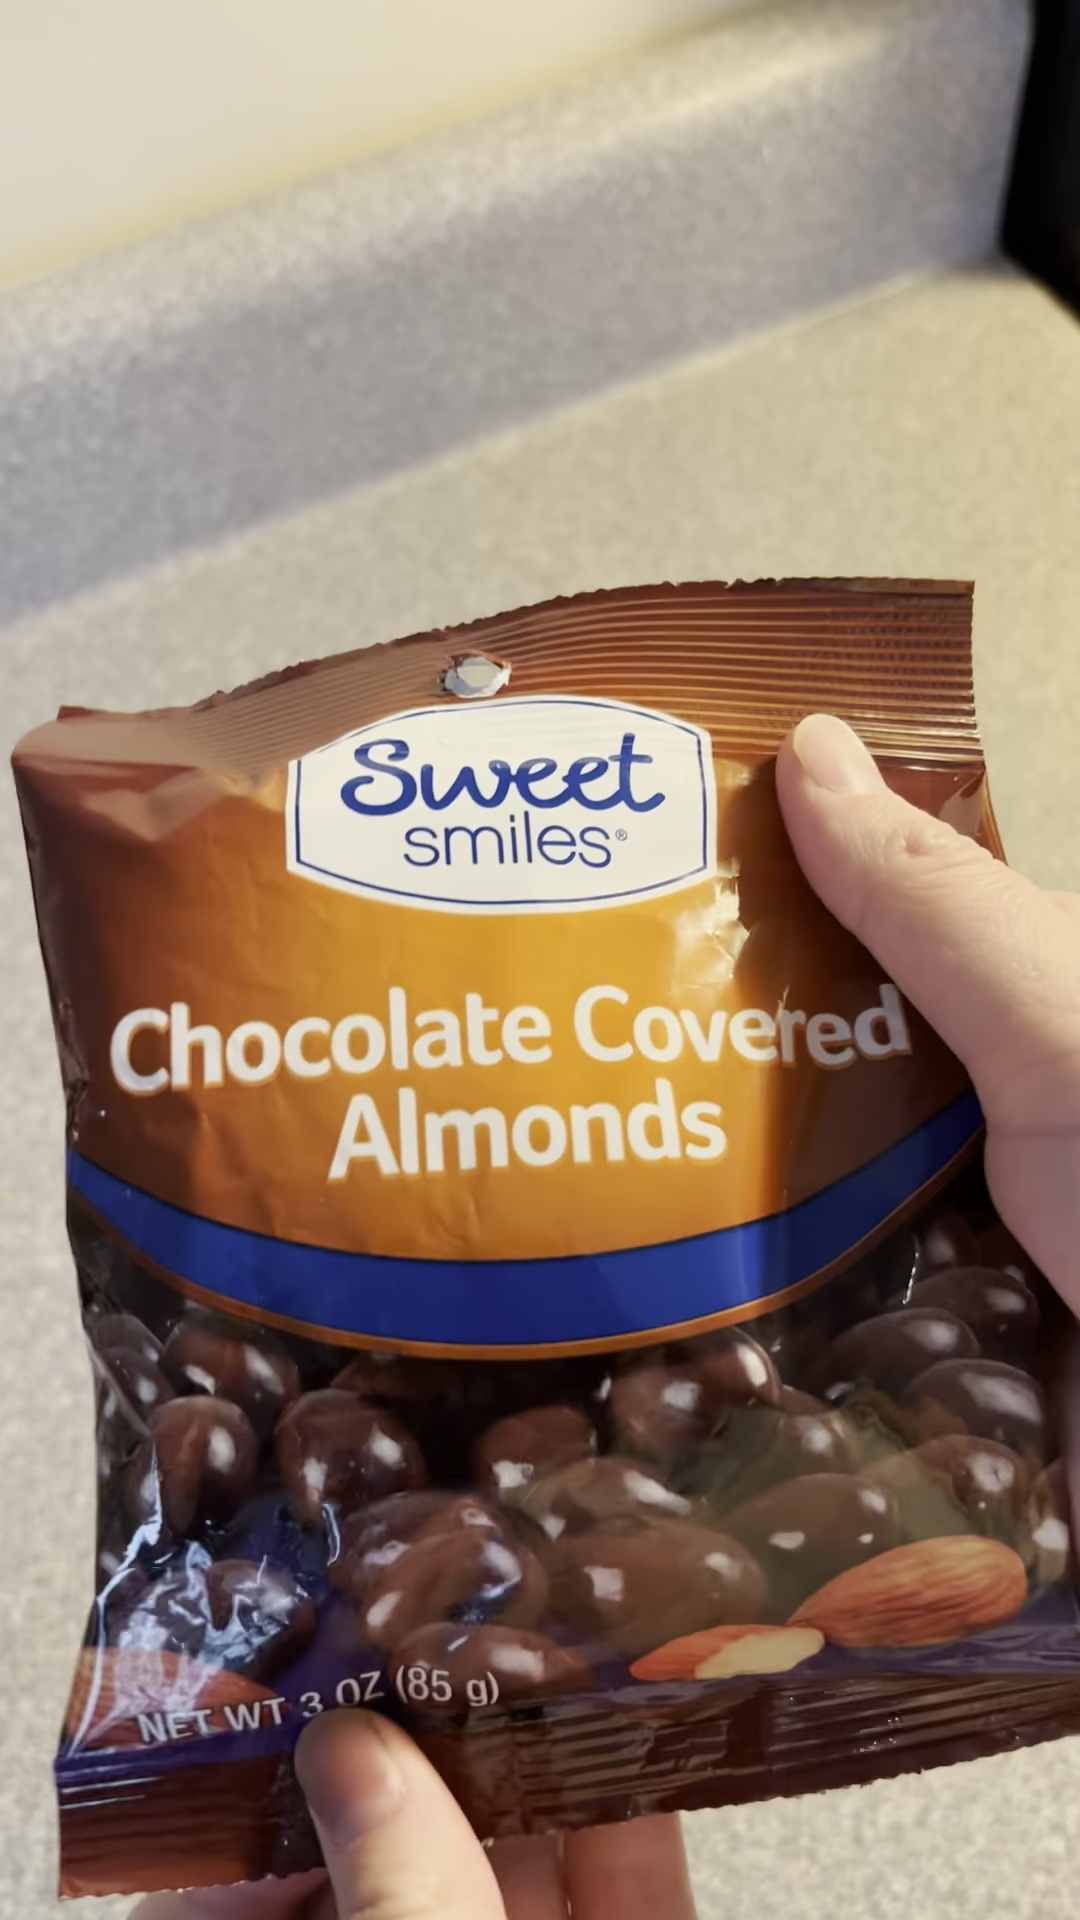 Sweet
smiles®
Chocolate Covered
Almonds
NET WT 3 OZ (85 g)